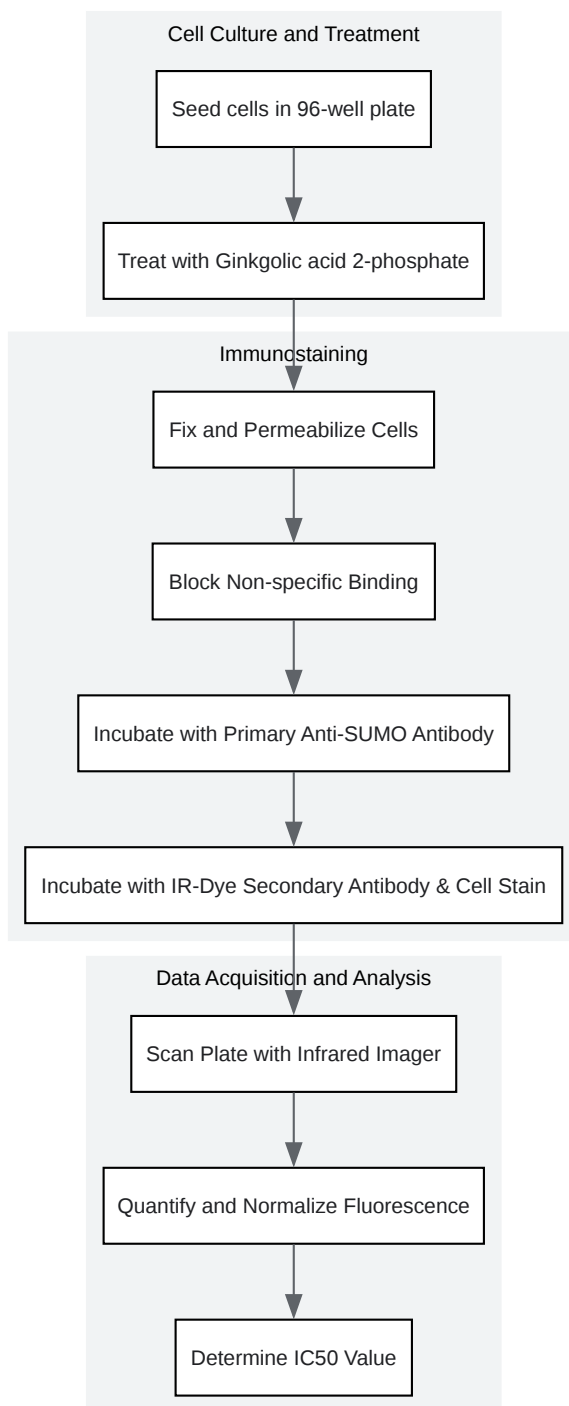 Cell Culture and Treatment
Seed cells in 96-well plate
Treat with Ginkgolic acid 2-phosphate
Immunostaining
Fix and Permeabilize Cells
Block Non-specific Binding
Incubate with Primary Anti-SUMO Antibody
Incubate with IR-Dye Secondary Antibody & Cell Stain
Data Acquisition and Analysis
Scan Plate with Infrared Imager
Quantify and Normalize Fluorescence
Determine IC50 Value